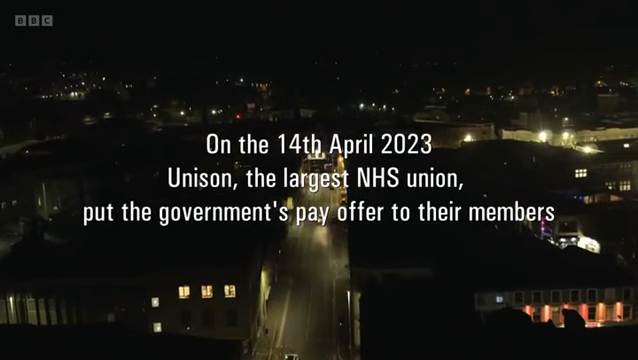 BBC
On the 14th April 2023
Unison, the largest NHS union,
put the government's pay offer to their members